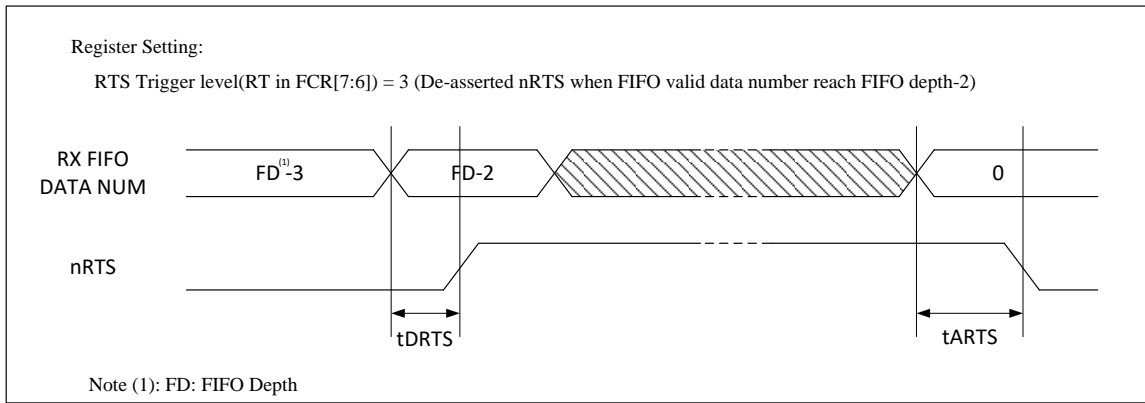 Register Setting:
RTS Trigger level(RT in FCR[7:6]) = 3 (De-asserted nRTS when FIFO valid data number reach FIFO depth-2)
RX FIFO
DATA NUM
FD(1)-3
FD-2
0
nRTS
tDRTS
tARTS
Note (1): FD: FIFO Depth